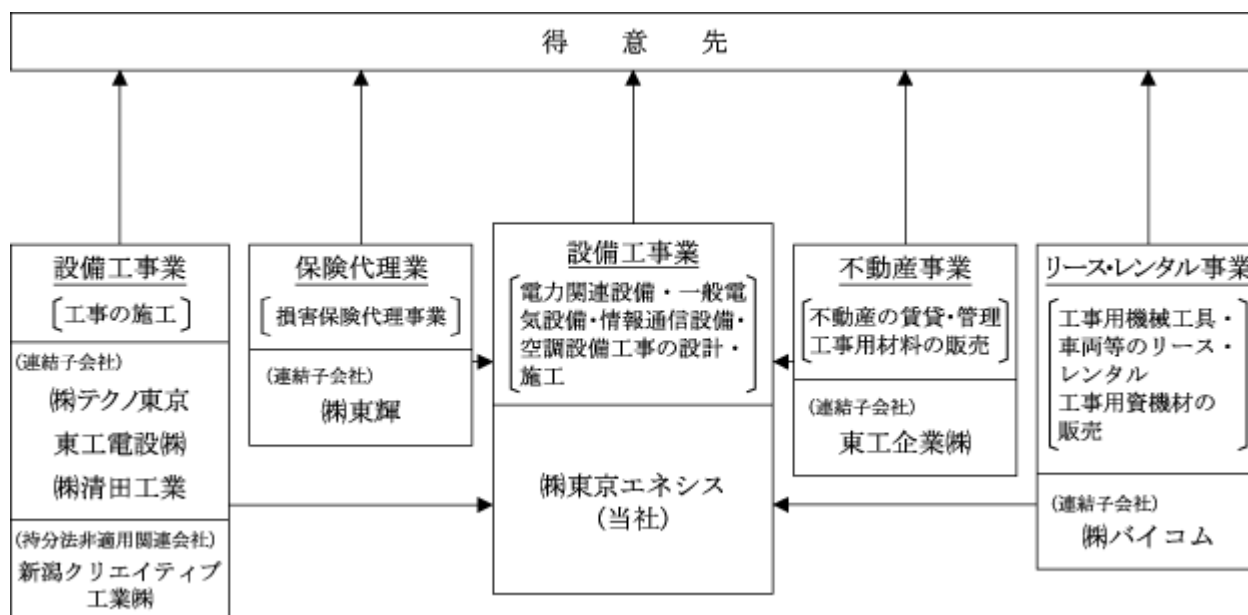 得意先
設備工事業
工事の施工
(連結子会社)
㈱テクノ東京
東工電設㈱
㈱清田工業
(持分法非適用関連会社)
新潟クリエイティブ
工業㈱
保険代理業
損害保険代理事業
(連結子会社)
㈱東輝
設備工事業
電力関連設備・一般電
気設備・情報通信設備・
空調設備工事の設計・
施工
㈱東京エネシス
(当社)
不動産事業
不動産の賃貸・管理
工事用材料の販売
(連結子会社)
東工企業㈱
リース・レンタル事業
工事用機械工具・
車両等のリース・
レンタル
工事用資機材の
販売
(連結子会社)
㈱バイコム